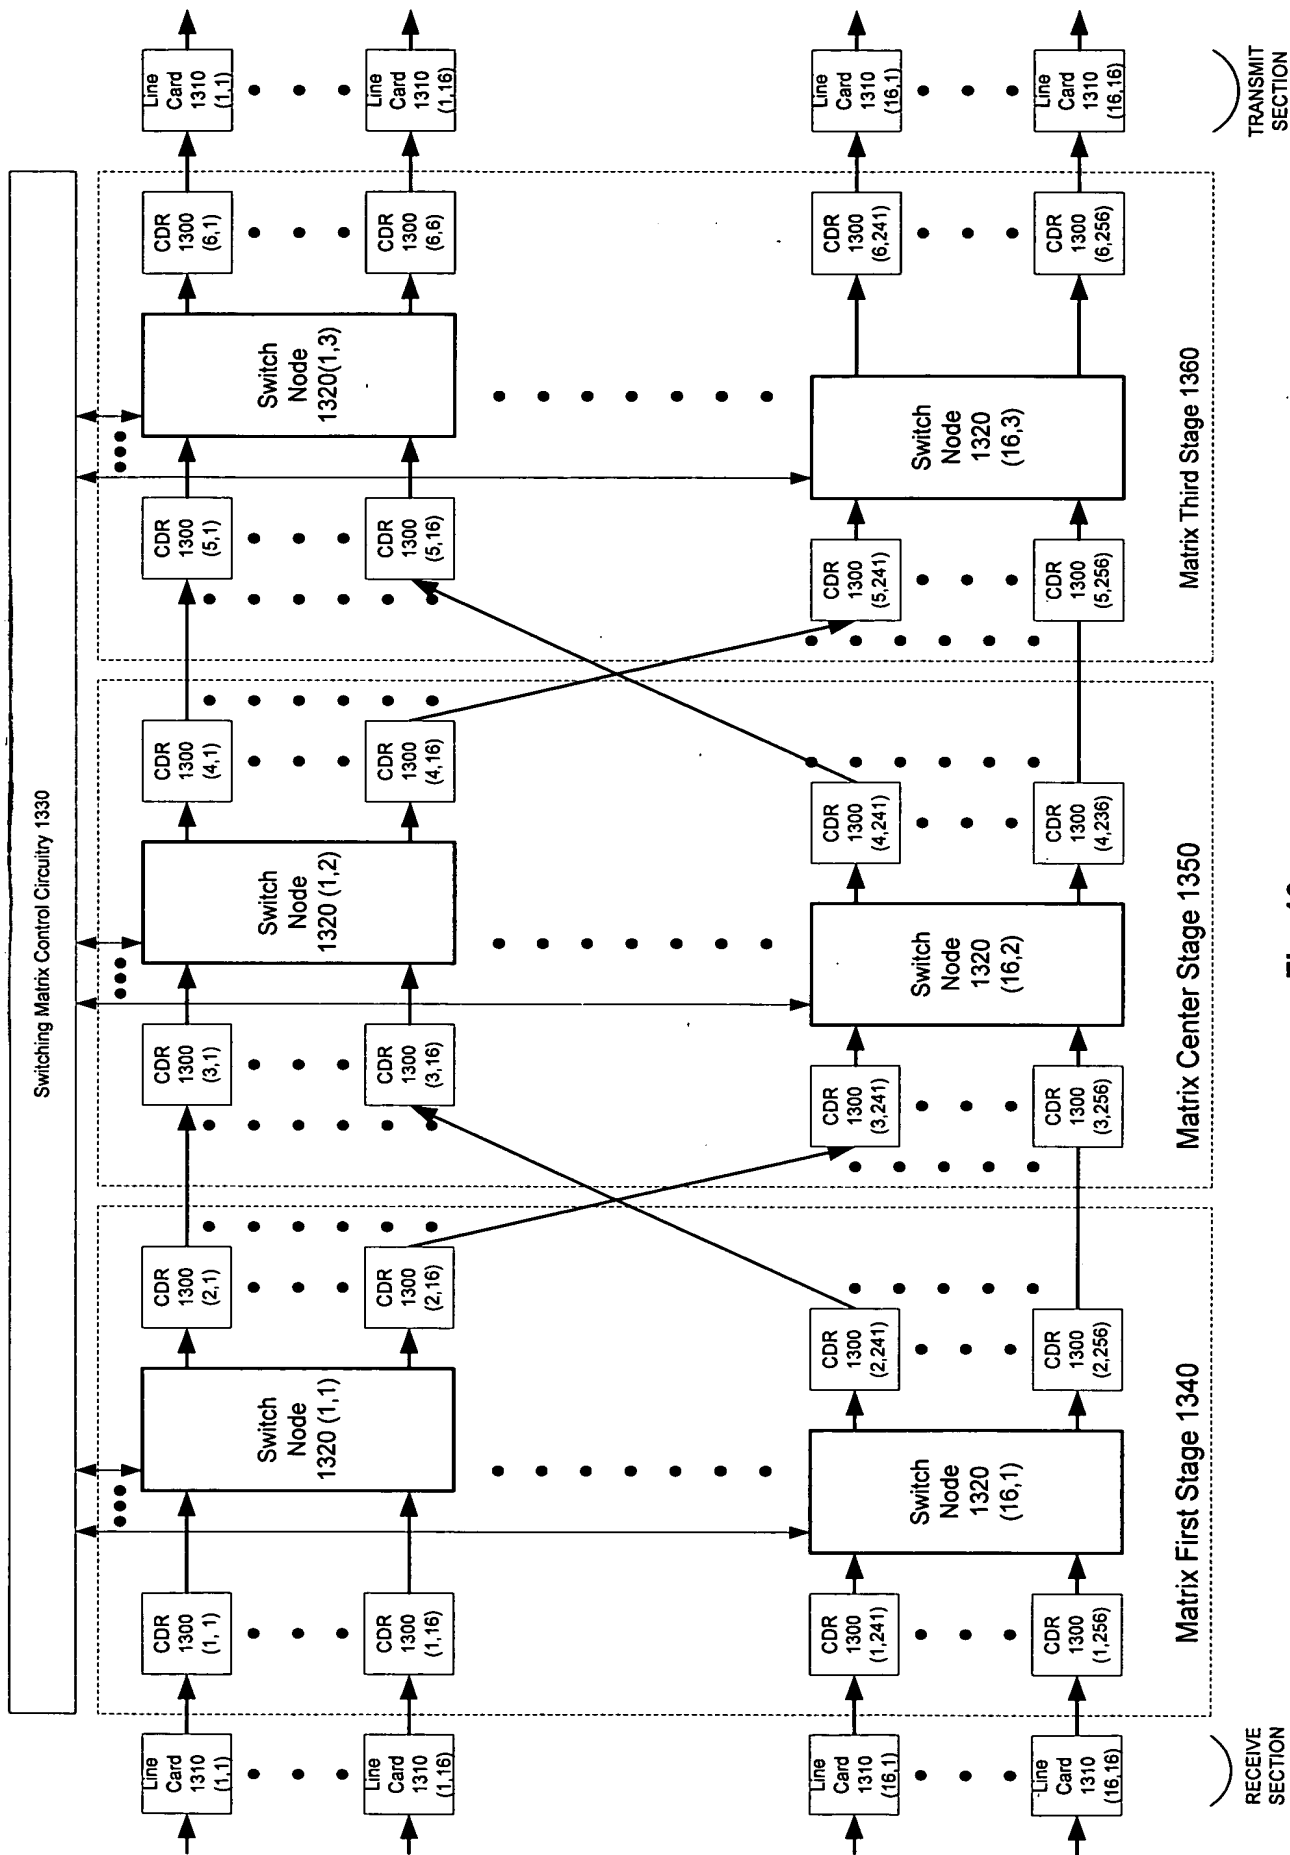 Switching Matrix Control Circuitry 1330
Line
Card
1310
(1,1)
CDR
1300
(1, 1)
Switch
Node
1320 (1,1)
CDR
1300
(2,1)
CDR
1300
(3,1)
Switch
Node
1320 (1,2)
CDR
1300
(4,1)
CDR
1300
(5,1)
Switch
Node
1320(1,3)
CDR
1300
(6,1)
Line
Card
1310
(1,1)
Line
Card
1310
(1,16)
CDR
1300
(1,16)
CDR
1300
(2,16)
CDR
1300
(3,16)
CDR
1300
(4,16)
CDR
1300
(5,16)
CDR
1300
(6,6)
Line
Card
1310
(1,16)
Line
Card
1310
(16,1)
CDR
1300
(1,241)
Switch
Node
1320
(16,1)
CDR
1300
(2,241)
CDR
1300
(3,241)
Switch
Node
1320
(16,2)
CDR
1300
(4,241)
CDR
1300
(5,241)
Switch
Node
1320
(16,3)
CDR
1300
(6,241)
Line
Card
1310
(16,1)
Line
Card
1310
(16,16)
CDR
1300
(1,256)
CDR
1300
(2,256)
CDR
1300
(3,256)
CDR
1300
(4,236)
CDR
1300
(5,256)
CDR
1300
(6,256)
Line
Card
1310
(16,16)
Matrix First Stage 1340
Matrix Center Stage 1350
Matrix Third Stage 1360
RECEIVE
SECTION
TRANSMIT
SECTION